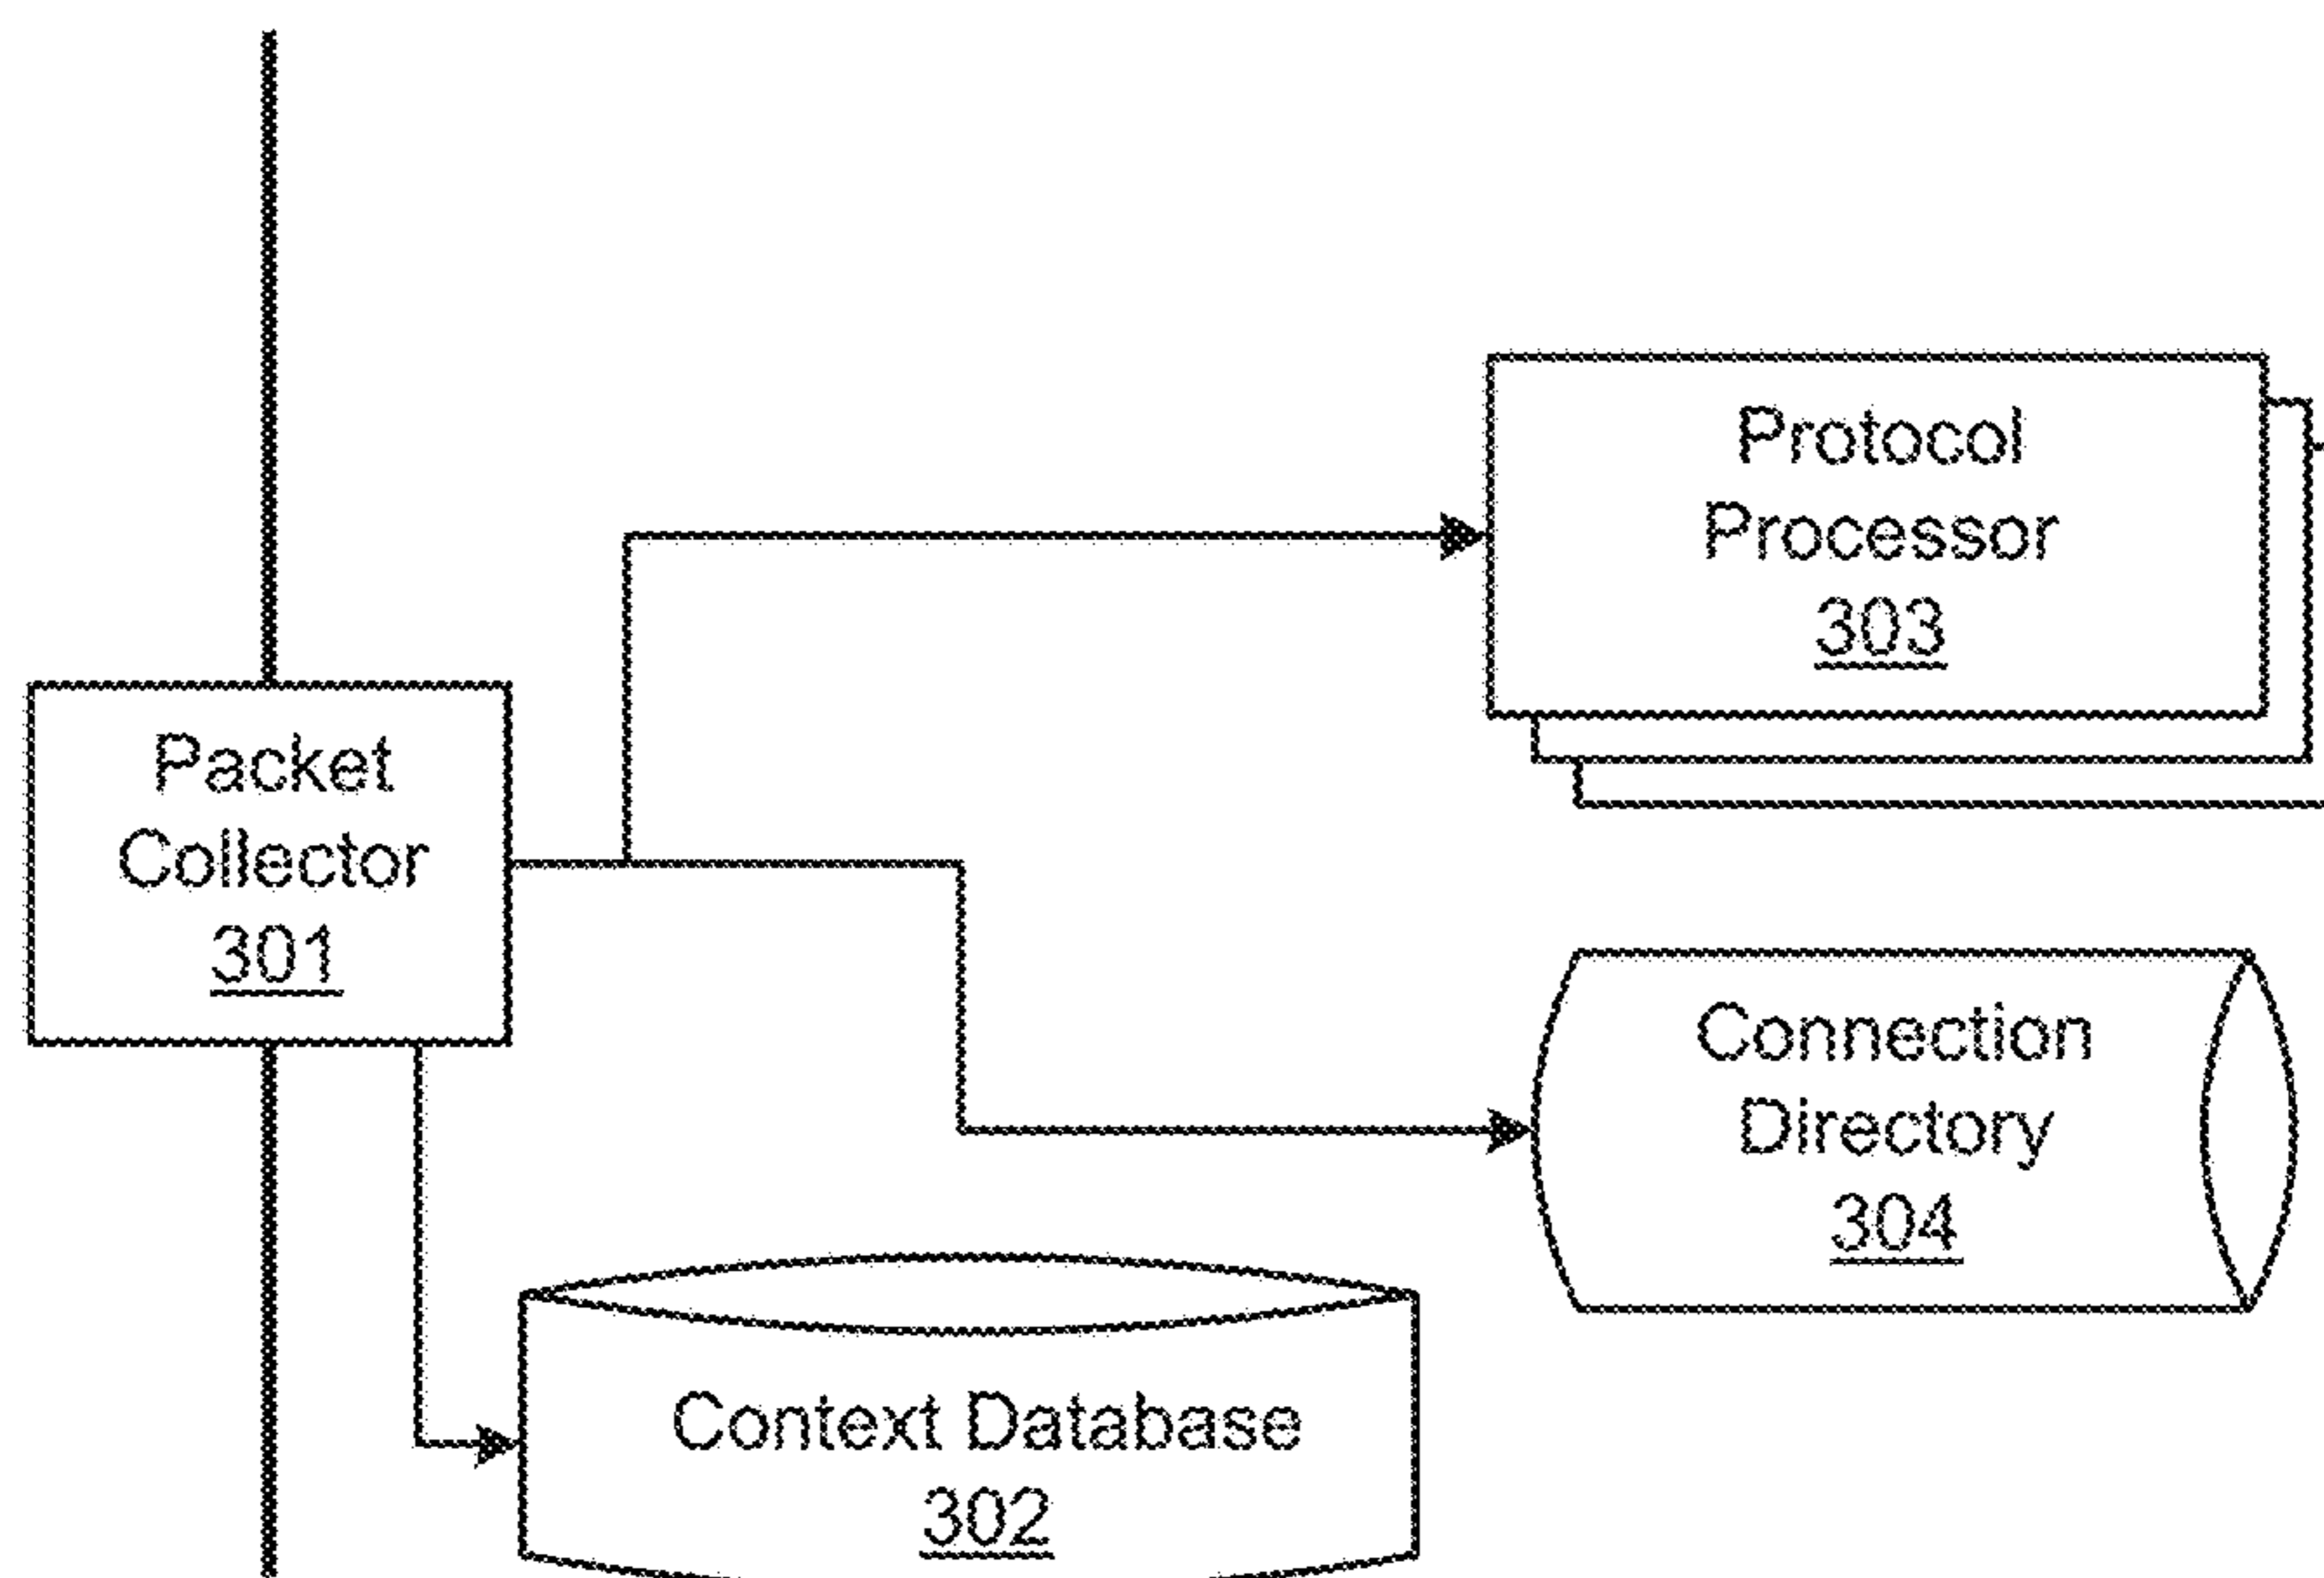 Protocol
Processor
303
Packet
Collector
301
Connection
Directory
304
Context Database
302